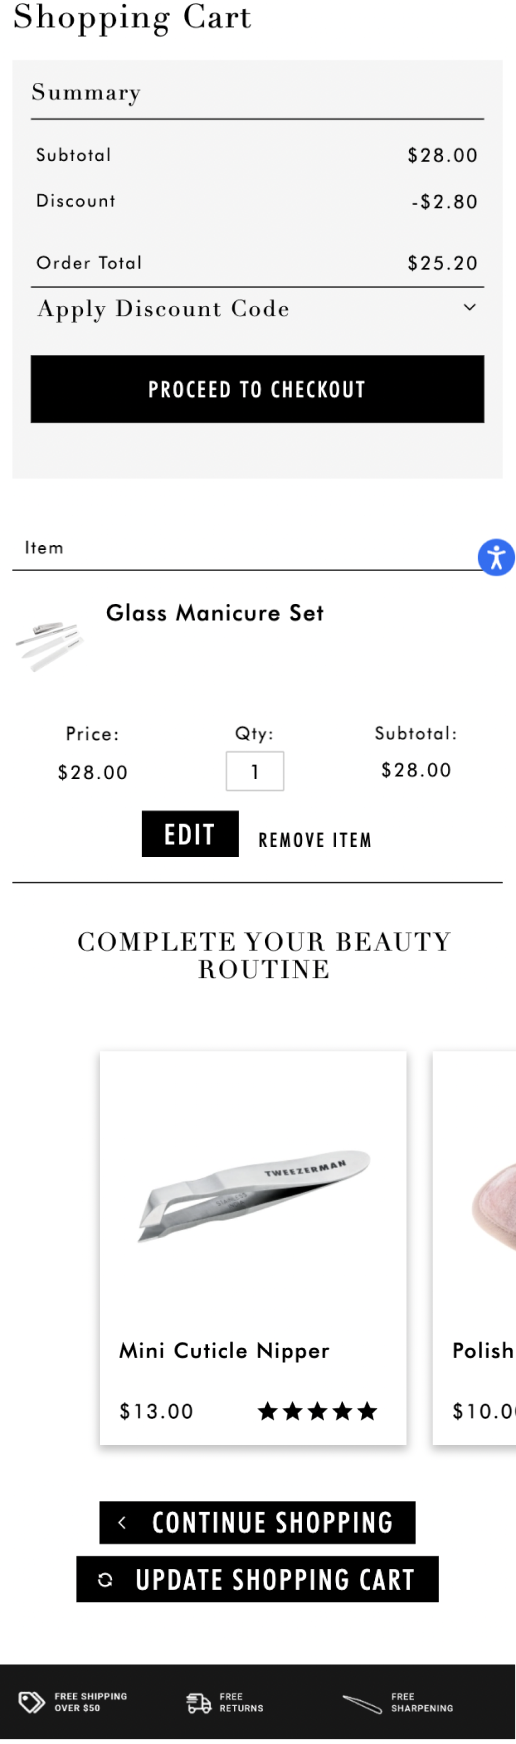 Shopping Cart
Summary
Subtotal $28.00
Discount -$2.80
Order Total $25.20
Apply Discount Code
PROCEED TO CHECKOUT
Item
Glass Manicure Set
Price: Qty: Subtotal:
$28.00 1 $28.00
EDIT REMOVE ITEM
COMPLETE YOUR BEAUTY
ROUTINE
TWEEZERMAN
Mini Cuticle Nipper Polish
$13.00 $10.0
CONTINUE SHOPPING
UPDATE SHOPPING CART
FREE SHIPPING
OVER $50
FREE
RETURNS
FREE
SHARPENING